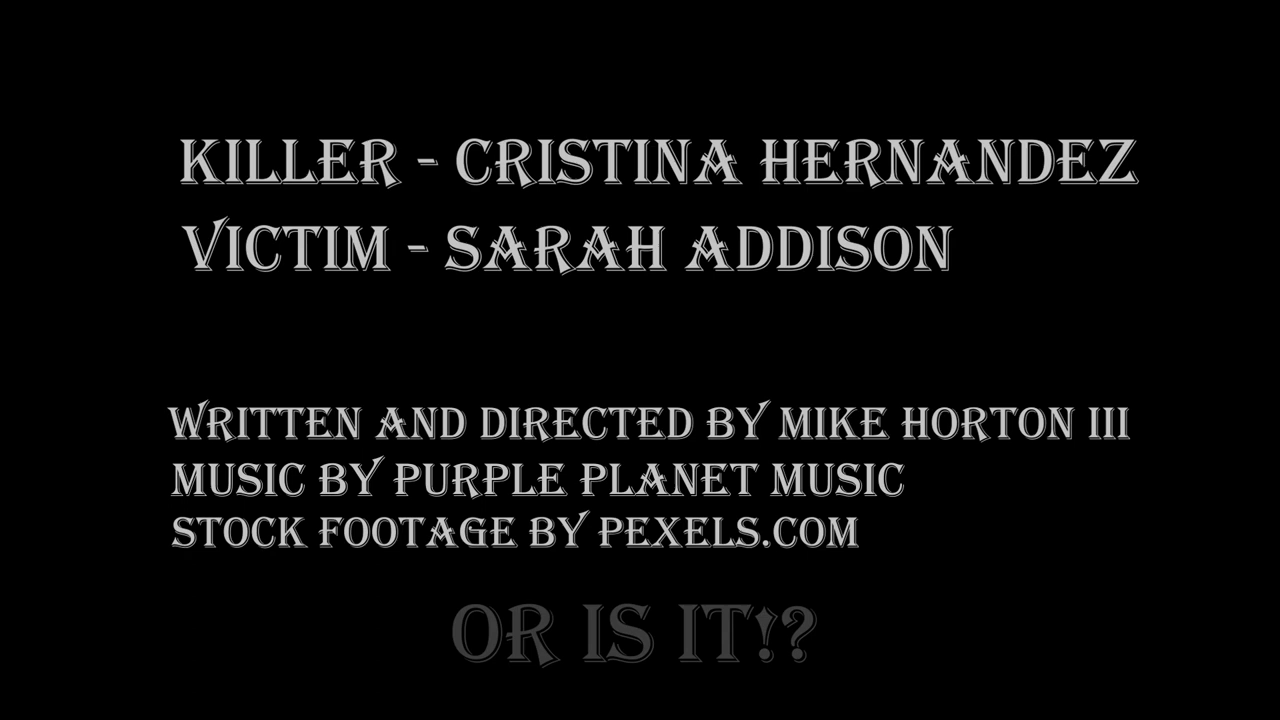 KILLER - CRISTINA HERNANDEZ
VICTIM - SARAH ADDISON
WRITTEN AND DIRECTED BY MIKE HORTON III
MUSIC BY PURPLE PLANET MUSIC
STOCK FOOTAGE BY PEXELS.COM
OR IS IT!?